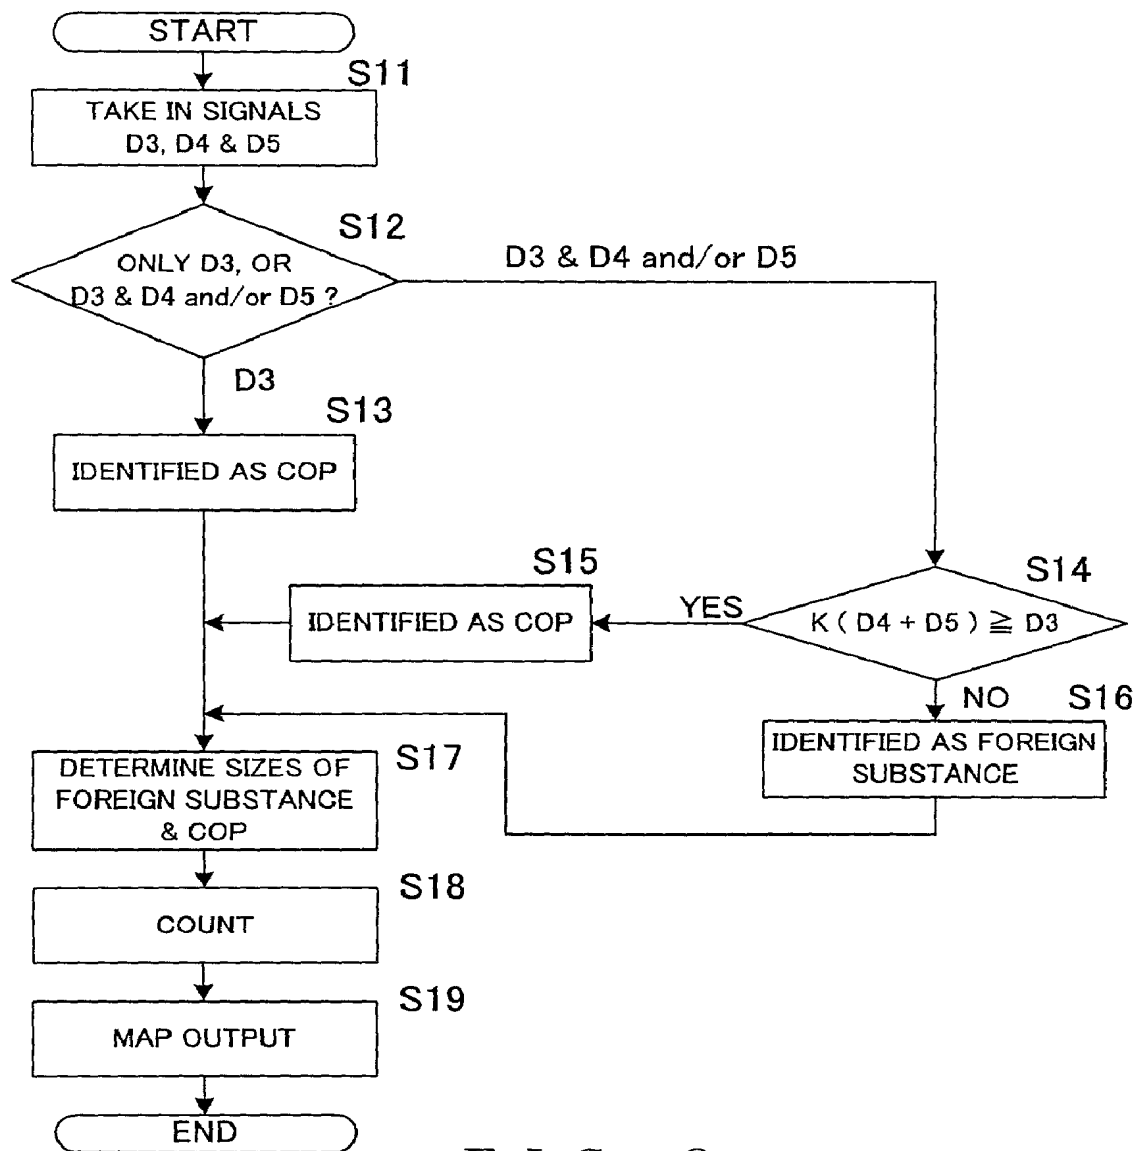 START
S11
TAKE IN SIGNALS
D3, D4 & D5
S12
ONLY D3, OR
D3 & D4 and/or D5 ?
D3 & D4 and/or D5
D3
S13
IDENTIFIED AS COP
S14
K ( D4 + D5 ) ≧ D3
YES
S15
IDENTIFIED AS COP
NO
S16
IDENTIFIED AS FOREIGN
SUBSTANCE
S17
DETERMINE SIZES OF
FOREIGN SUBSTANCE
& COP
S18
COUNT
S19
MAP OUTPUT
END